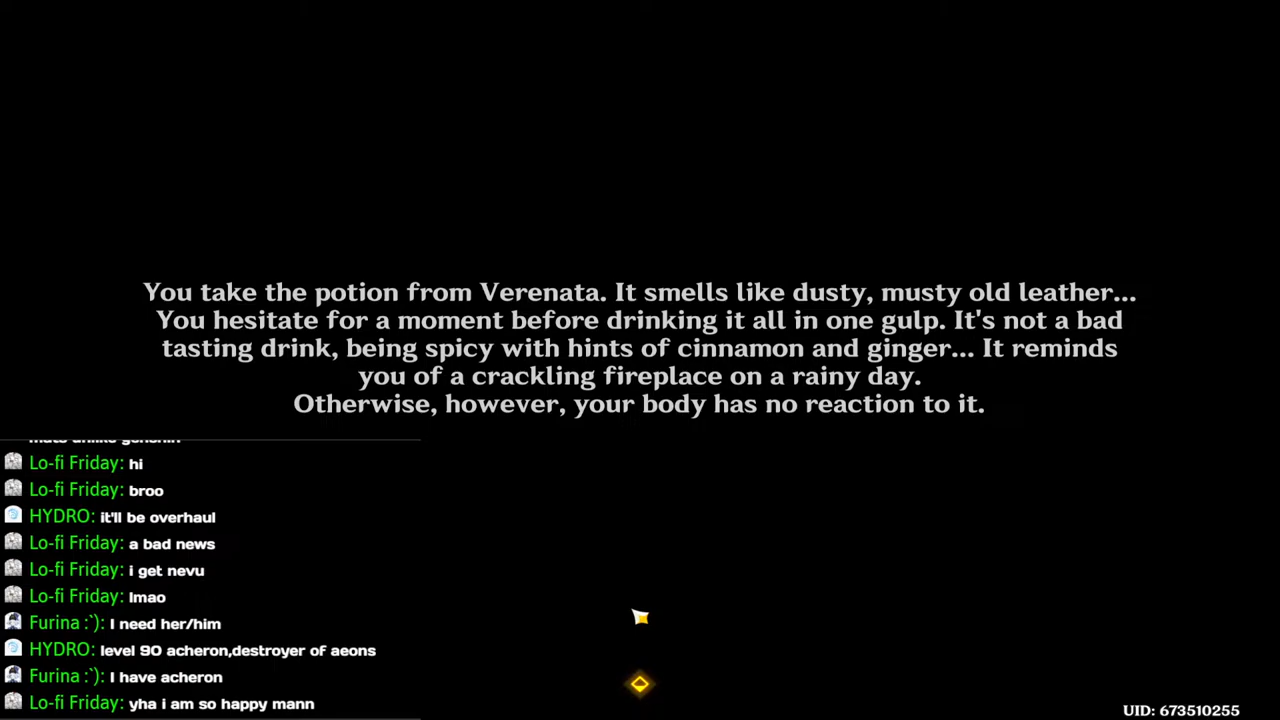 You take the potion from Verenata. It smells like dusty, musty old leather...
You hesitate for a moment before drinking it all in one gulp. It's not a bad
tasting drink, being spicy with hints of cinnamon and ginger... It reminds
you of a crackling fireplace on a rainy day.
Otherwise, however, your body has no reaction to it.
mats unlike genshin
Lo-fi Friday: hi
Lo-fi Friday: broo
HYDRO: it'll be overhaul
Lo-fi Friday: a bad news
Lo-fi Friday: i get nevu
Lo-fi Friday: lmao
Furina :`): I need her/him
HYDRO: level 90 acheron,destroyer of aeons
Furina :`): I have acheron
Lo-fi Friday: yha i am so happy mann
UID: 673510255